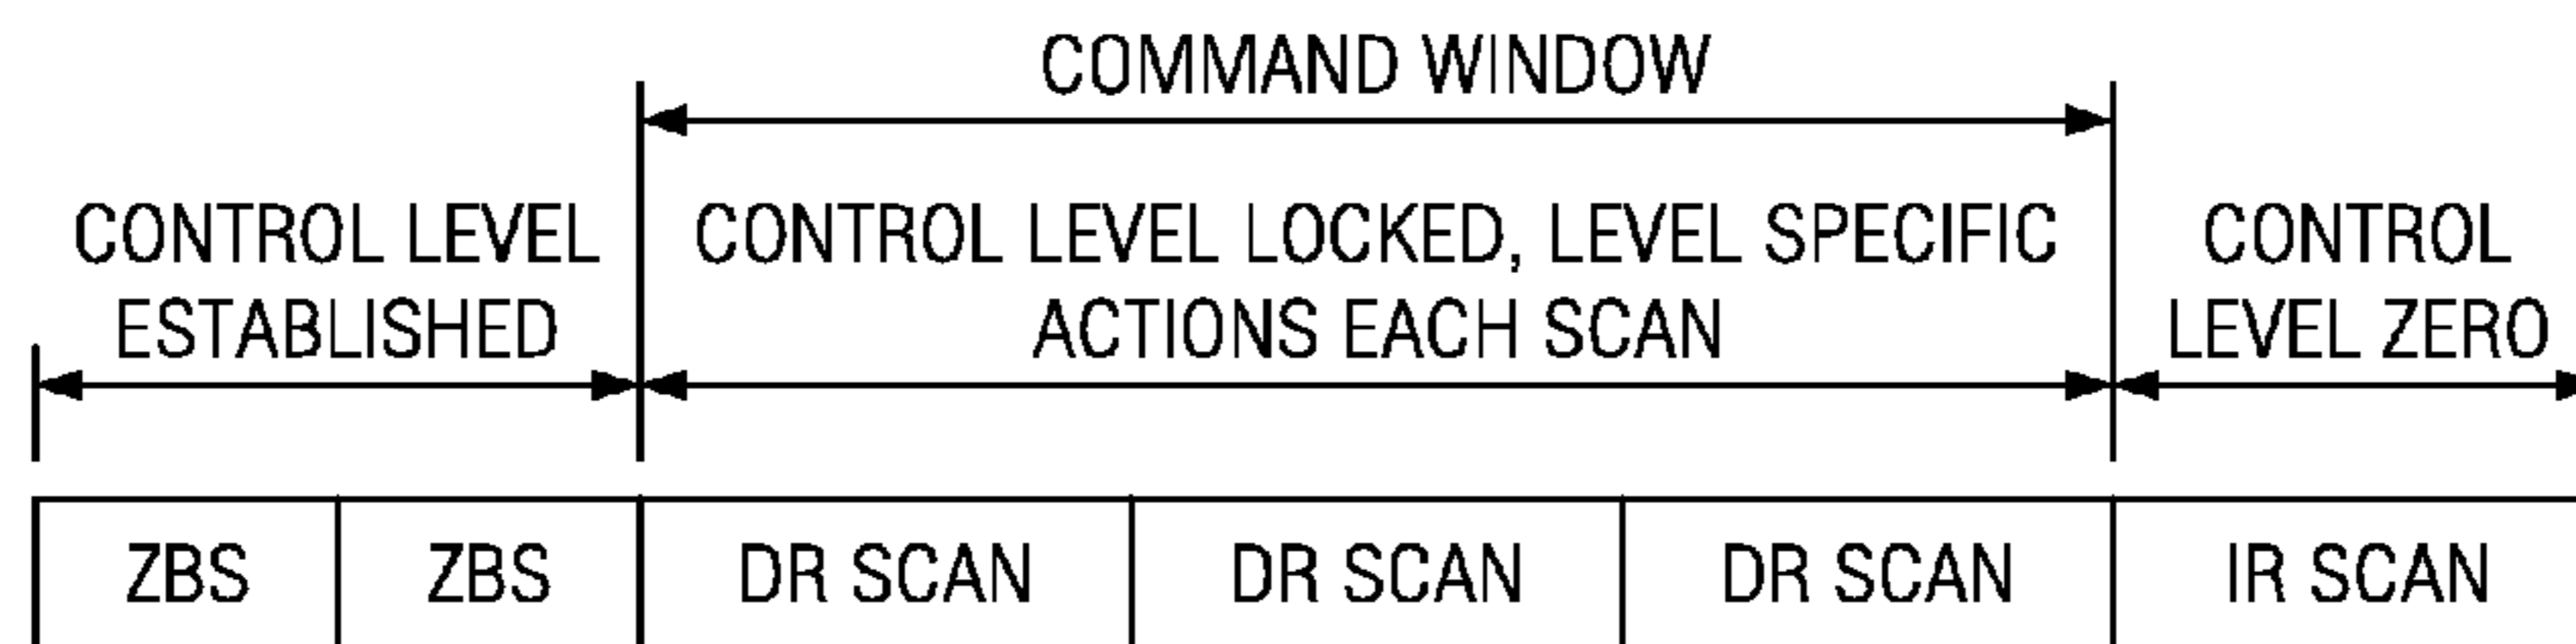 COMMAND WINDOW
CONTROL LEVEL
ESTABLISHED
CONTROL LEVEL LOCKED, LEVEL SPECIFIC
ACTIONS EACH SCAN
CONTROL
LEVEL ZERO
ZBS
ZBS
DR SCAN
DR SCAN
DR SCAN
IR SCAN